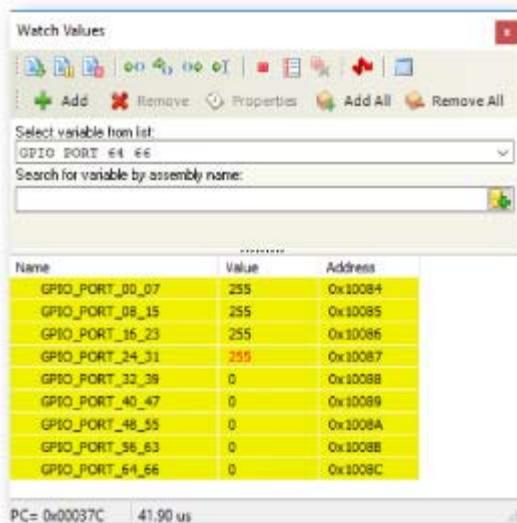 Watch Values
Add Remove Properties Add All Remove All
Select variable from list:
GPIO PORT 64 66
Search for variable by assembly name:
Name Value Address
GPIO_PORT_00_07 255 0x10084
GPIO_PORT_08_15 255 0x10085
GPIO_PORT_16_23 255 0x10086
GPIO_PORT_24_31 255 0x10087
GPIO_PORT_32_39 0 0x10088
GPIO_PORT_40_47 0 0x10089
GPIO_PORT_48_55 0 0x1008A
GPIO_PORT_56_63 0 0x1008B
GPIO_PORT_64_66 0 0x1008C
PC= 0x00037C 41.90 us